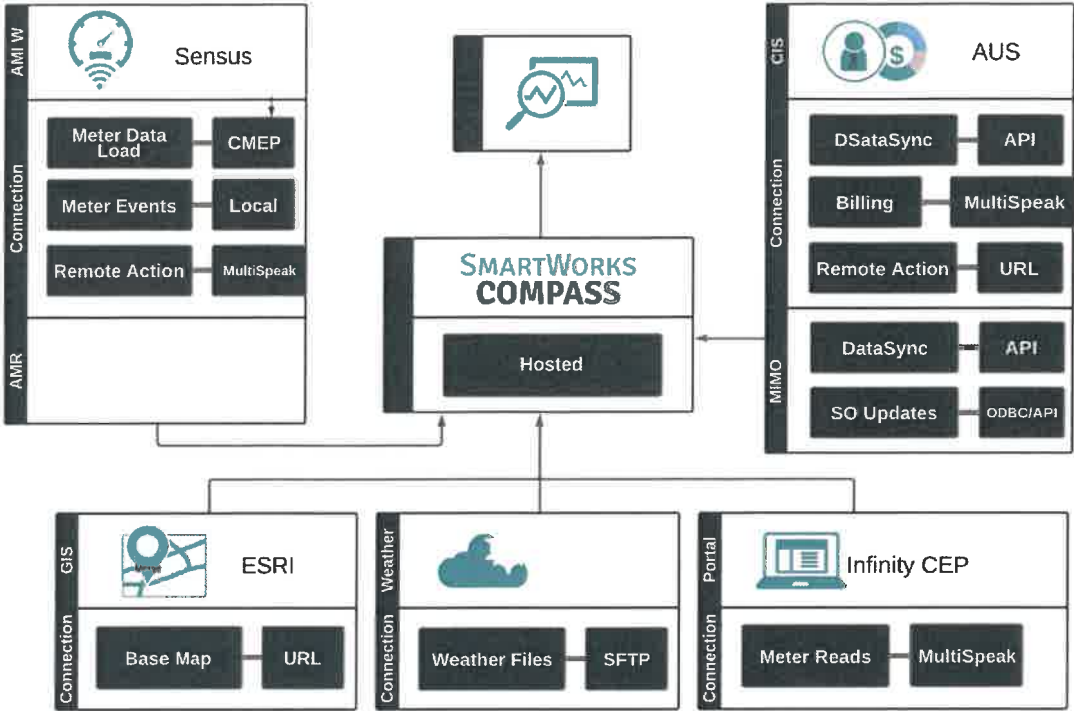 AMI W
Sensus
Connection
Meter Data
Load
CMEP
Meter Events
Local
Remote Action
MultiSpeak
AMR
SMARTWORKS
COMPASS
Hosted
CIS
AUS
Connection
DSataSync
API
Billing
MultiSpeak
Remote Action
URL
MiMO
DataSync
API
SO Updates
ODBC/API
GIS
ESRI
Connection
Base Map
URL
Weather
Connection
Weather Files
SFTP
Portal
Infinity CEP
Connection
Meter Reads
MultiSpeak